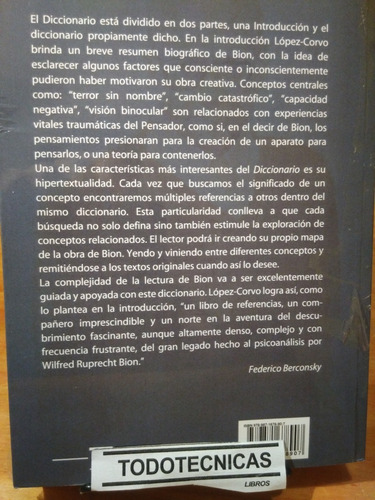 El Diccionario está dividido en dos partes, una Introducción y el
diccionario propiamente dicho. En la introducción López-Corvo
brinda un breve resumen biográfico de Bion, con la idea de
esclarecer algunos factores que consciente o inconscientemente
pudieron haber motivaron su obra creativa. Conceptos centrales
como: "terror sin nombre", "cambio catastrófico", "capacidad
negativa", "visión binocular" son relacionados con experiencias
vitales traumáticas del Pensador, como si, en el decir de Bion, los
pensamientos presionaran para la creación de un aparato para
pensarlos, o una teoría para contenerlos.
Una de las características más interesantes del Diccionario es su
hipertextualidad. Cada vez que buscamos el significado de un
concepto encontraremos múltiples referencias a otros dentro del
mismo diccionario. Esta particularidad conlleva a que cada
búsqueda no solo defina sino también estimule la exploración de
conceptos relacionados. El lector podrá ir creando su propio mapa
de la obra de Bion. Yendo y viniendo entre diferentes conceptos y
remitiéndose a los textos originales cuando así lo desee.
La complejidad de la lectura de Bion va a ser excelentemente
guiada y apoyada con este diccionario. López-Corvo logra así, como
lo plantea en la introducción, "un libro de referencias, un com-
pañero imprescindible y un norte en la aventura del descu-
brimiento fascinante, aunque altamente denso, complejo y con
frecuencia frustrante, del gran legado hecho al psicoanálisis por
Wilfred Ruprecht Bion."
Federico Berconsky
TODOTECNICAS
LIBROS